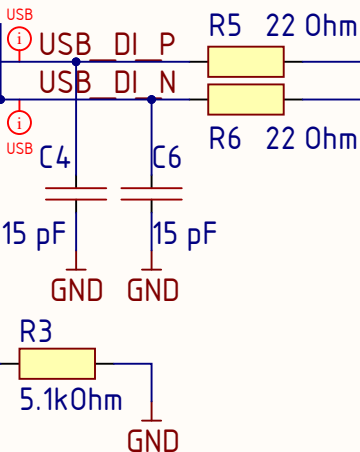 USB
R5 22 Ohm
USB_DI_P
USB_DI_N
USB
R6 22 Ohm
C4
C6
15 pF
15 pF
GND
GND
R3
5.1kOhm
GND